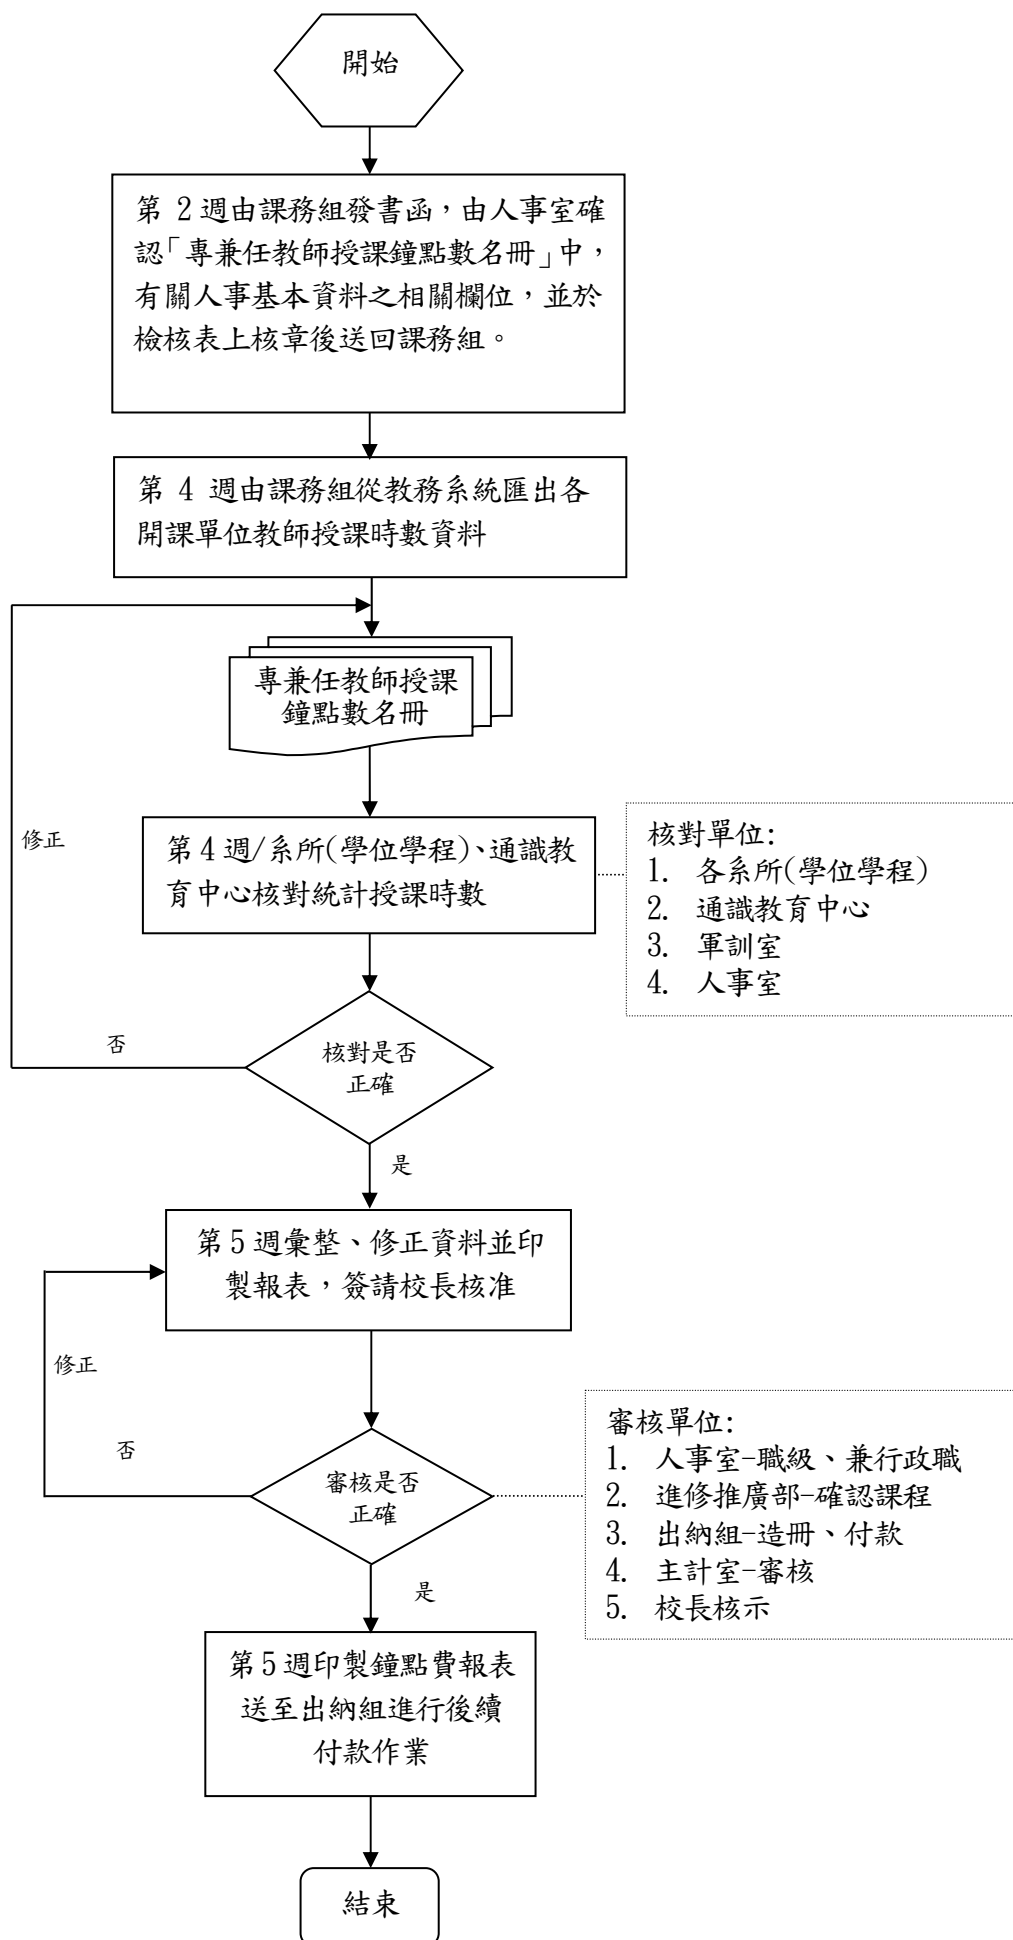 開始
第 2 週由課務組發書函，由人事室確
認「專兼任教師授課鐘點數名冊」中，
有關人事基本資料之相關欄位，並於
檢核表上核章後送回課務組。
第 4 週由課務組從教務系統匯出各
開課單位教師授課時數資料
專兼任教師授課
鐘點數名冊
修正
第 4 週/系所(學位學程)、通識教
育中心核對統計授課時數
核對單位:
1. 各系所(學位學程)
2. 通識教育中心
3. 軍訓室
4. 人事室
否
核對是否
正確
是
第 5 週彙整、修正資料並印
製報表，簽請校長核准
修正
否
審核是否
正確
審核單位:
1. 人事室-職級、兼行政職
2. 進修推廣部-確認課程
3. 出納組-造冊、付款
4. 主計室-審核
5. 校長核示
是
第 5 週印製鐘點費報表
送至出納組進行後續
付款作業
結束